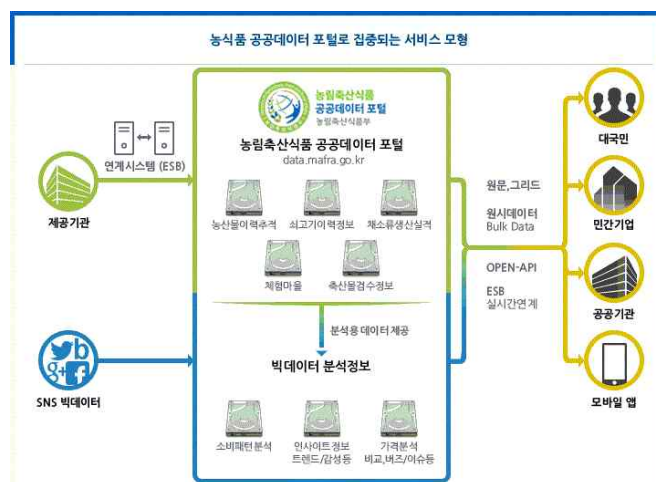 농식품 공공데이터 포털로 집중되는 서비스 모형
농림축산식품
공공데이터 포털
농림축산식품부
농림축산식품 공공데이터 포털
data.mafra.go.kr
연계시스템 (ESB)
제공기관
농산물이력추적
쇠고기이력정보
채소류생산실적
체험마을
축산물검수정보
분석용 데이터 제공
빅데이터 분석정보
소비패턴분석
인사이트정보
트렌드/감성등
가격분석
비교,버즈/이슈등
SNS 빅데이터
원문,그리드
원시데이터
Bulk Data
OPEN-API
ESB
실시간연계
대국민
민간기업
공공기관
모바일 앱